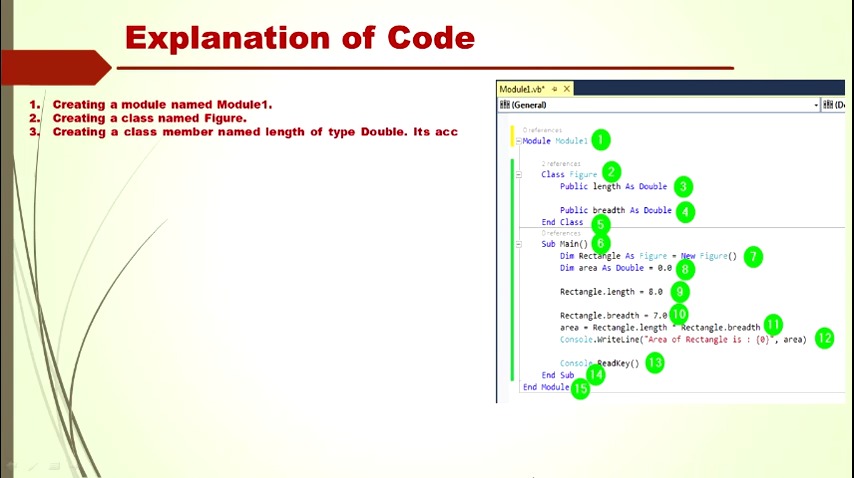 Explanation of Code
1. Creating a module named Module1.
2. Creating a class named Figure.
3. Creating a class member named length of type Double. Its acc
Module1.vb*
(General)
0 references
Module Module1 1
2 references
Class Figure 2
Public length As Double 3
Public breadth As Double 4
End Class 5
0 references
Sub Main() 6
Dim Rectangle As Figure = New Figure() 7
Dim area As Double = 0.0 8
Rectangle.length = 8.0 9
Rectangle.breadth = 7.0 10
area = Rectangle.length * Rectangle.breadth 11
Console.WriteLine("Area of Rectangle is : {0}", area) 12
Console.ReadKey() 13
End Sub 14
End Module 15